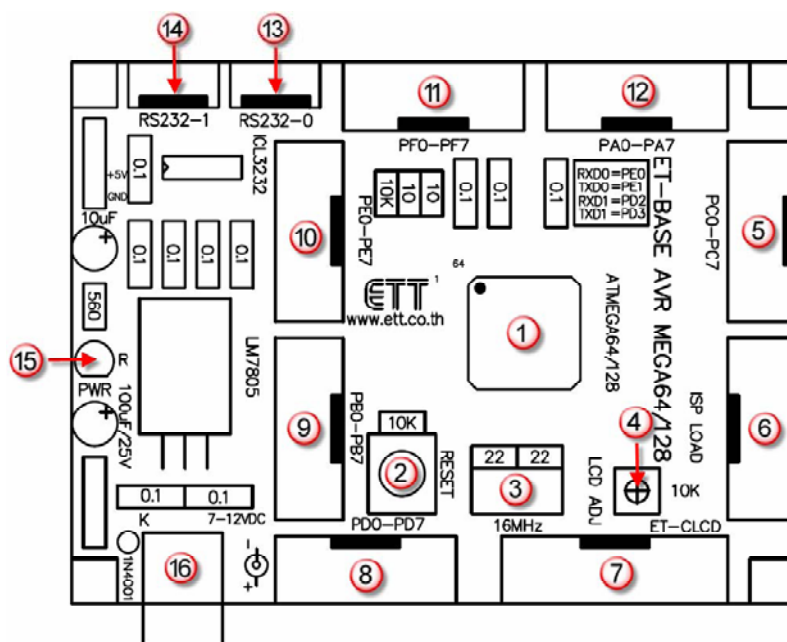 14
13
11
12
RS232-1
RS232-0
PF0-PF7
PA0-PA7
+5V
GND
0.1
ICL3232
10K
10
10
0.1
0.1
0.1
RXD0=PE0
TXD0=PE1
RXD1=PD2
TXD1=PD3
10uF
+
PE0-PE7
10
PC0-PC7
5
0.1
0.1
0.1
0.1
64
1
ETT
www.ett.co.th
1
ATMEGA64/128
ET-BASE AVR MEGA64/128
560
15
R
PWR
LM7805
+
100uF/25V
PB0-PB7
9
10K
2
RESET
22
22
3
16MHz
4
LCD ADJ
10K
ISP LOAD
6
0.1
0.1
K
7-12VDC
PD0-PD7
ET-CLCD
1N4001
16
-
+
8
7